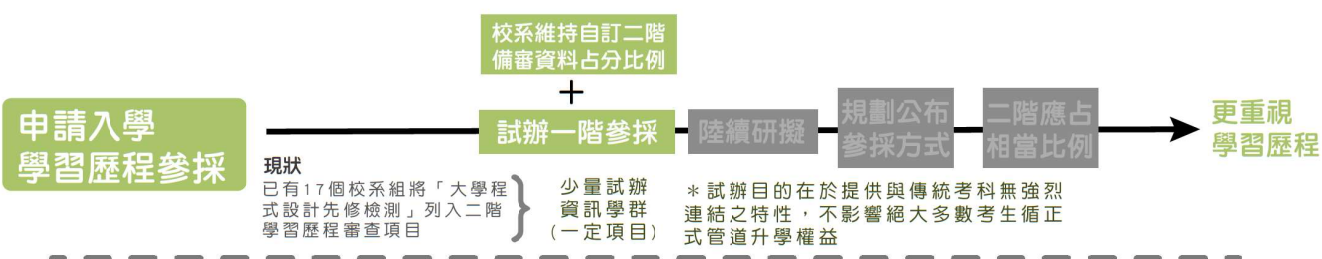 校系維持自訂二階
備審資料占分比例
+
申請入學
學習歷程參採
試辦一階參採
陸續研擬
規劃公布
參採方式
二階應占
相當比例
更重視
學習歷程
現狀
已有17個校系組將「大學程
式設計先修檢測」列入二階
學習歷程審查項目
少量試辦
資訊學群
(一定項目)
*試辦目的在於提供與傳統考科無強烈
連結之特性,不影響絕大多數考生循正
式管道升學權益